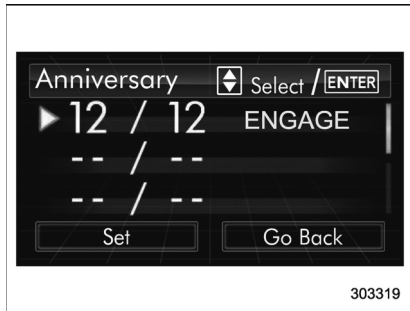 Anniversary Select / ENTER
12 / 12 ENGAGE
-- / --
-- / --
Set Go Back
303319